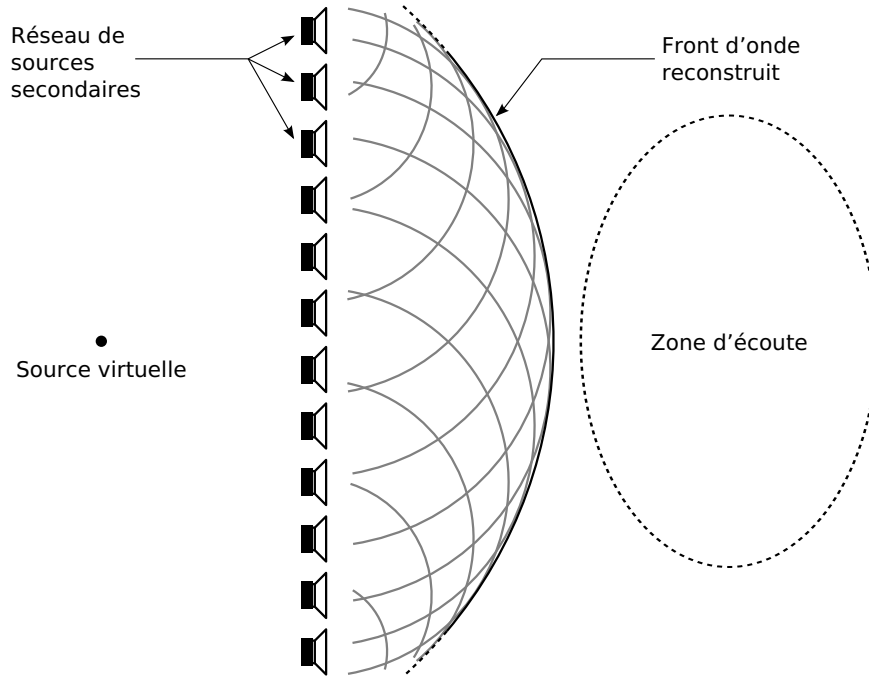 Réseau de
sources
secondaires
Front d'onde
reconstruit
Source virtuelle
Zone d'écoute